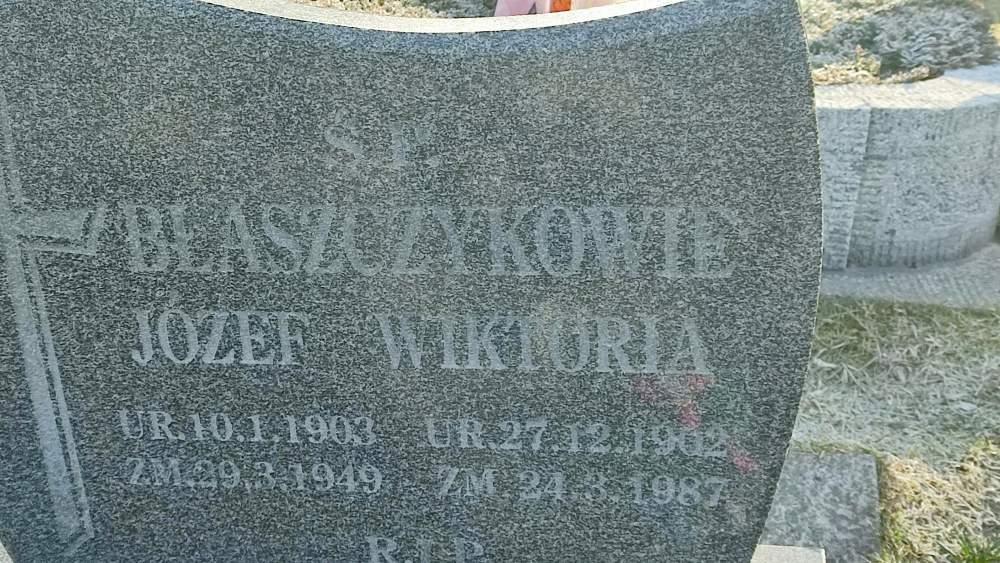 Ś.P.
BŁASZCZYKOWIE
JÓZEF WIKTORIA
UR.10.1.1903 UR.27.12.1902
ZM.29.3.1949 ZM 24.3.1987
R.I.P.